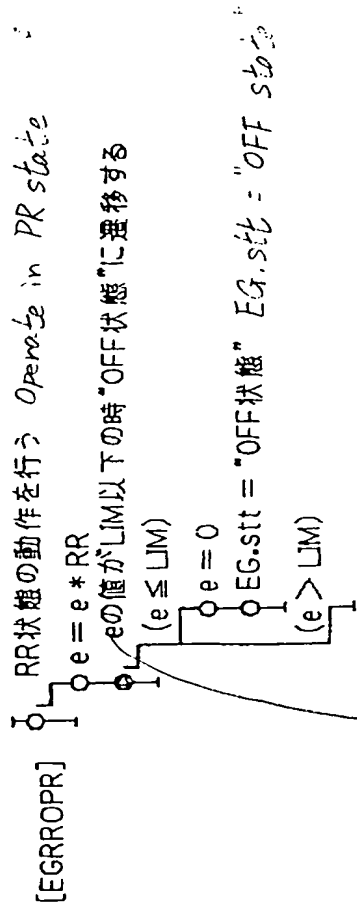 [EGRROPR]
RR状態の動作を行う Operate in PR state
e = e * RR
eの値がLIM以下の時"OFF状態"に遷移する
(e ≦ LIM)
e = 0
EG.stt = "OFF状態" EG.stt = "OFF state"
(e > LIM)